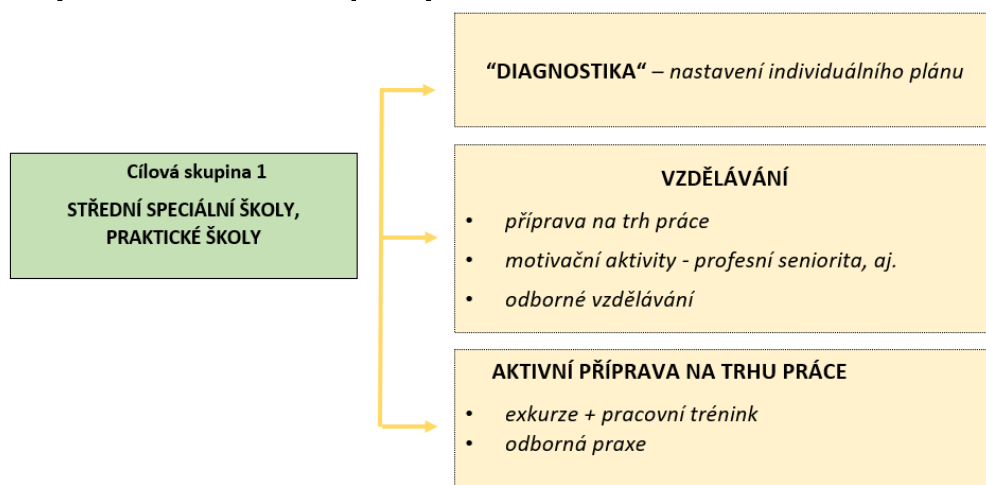 Cílová skupina 1
STŘEDNÍ SPECIÁLNÍ ŠKOLY,
PRAKTICKÉ ŠKOLY
“DIAGNOSTIKA“ – nastavení individuálního plánu
VZDĚLÁVÁNÍ
• příprava na trh práce
• motivační aktivity - profesní seniorita, aj.
• odborné vzdělávání
AKTIVNÍ PŘÍPRAVA NA TRHU PRÁCE
• exkurze + pracovní trénink
• odborná praxe